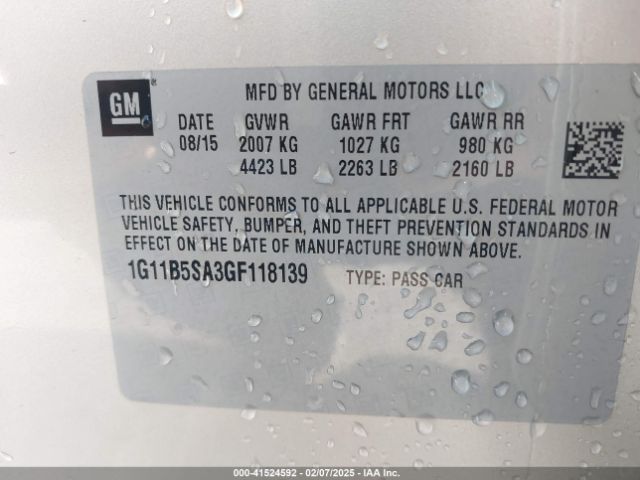 GM
MFD BY GENERAL MOTORS LLC
DATE GVWR GAWR FRT GAWR RR
08/15 2007 KG 1027 KG 980 KG
4423 LB 2263 LB 2160 LB
THIS VEHICLE CONFORMS TO ALL APPLICABLE U.S. FEDERAL MOTOR
VEHICLE SAFETY, BUMPER, AND THEFT PREVENTION STANDARDS IN
EFFECT ON THE DATE OF MANUFACTURE SHOWN ABOVE.
1G11B5SA3GF118139 TYPE: PASS CAR
000-41524592 - 02/07/2025 - IAA Inc.